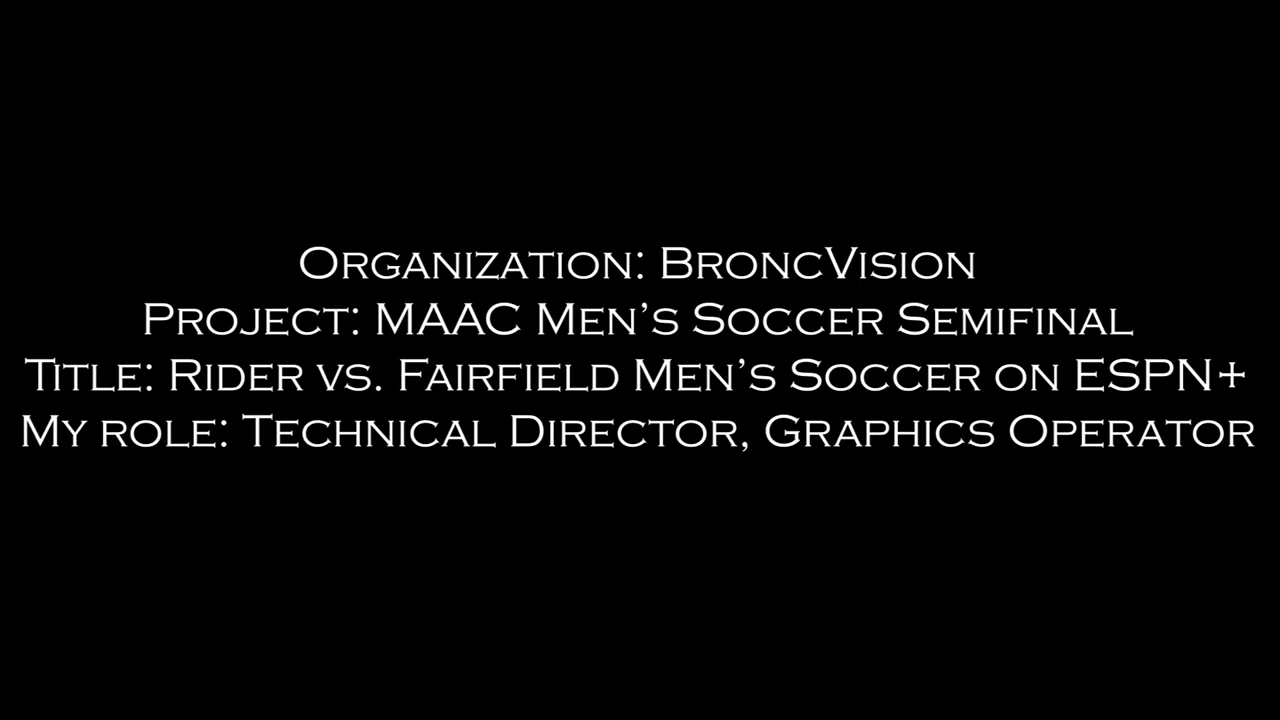 Organization: BroncVision
Project: MAAC Men’s Soccer Semifinal
Title: Rider vs. Fairfield Men’s Soccer on ESPN+
My role: Technical Director, Graphics Operator